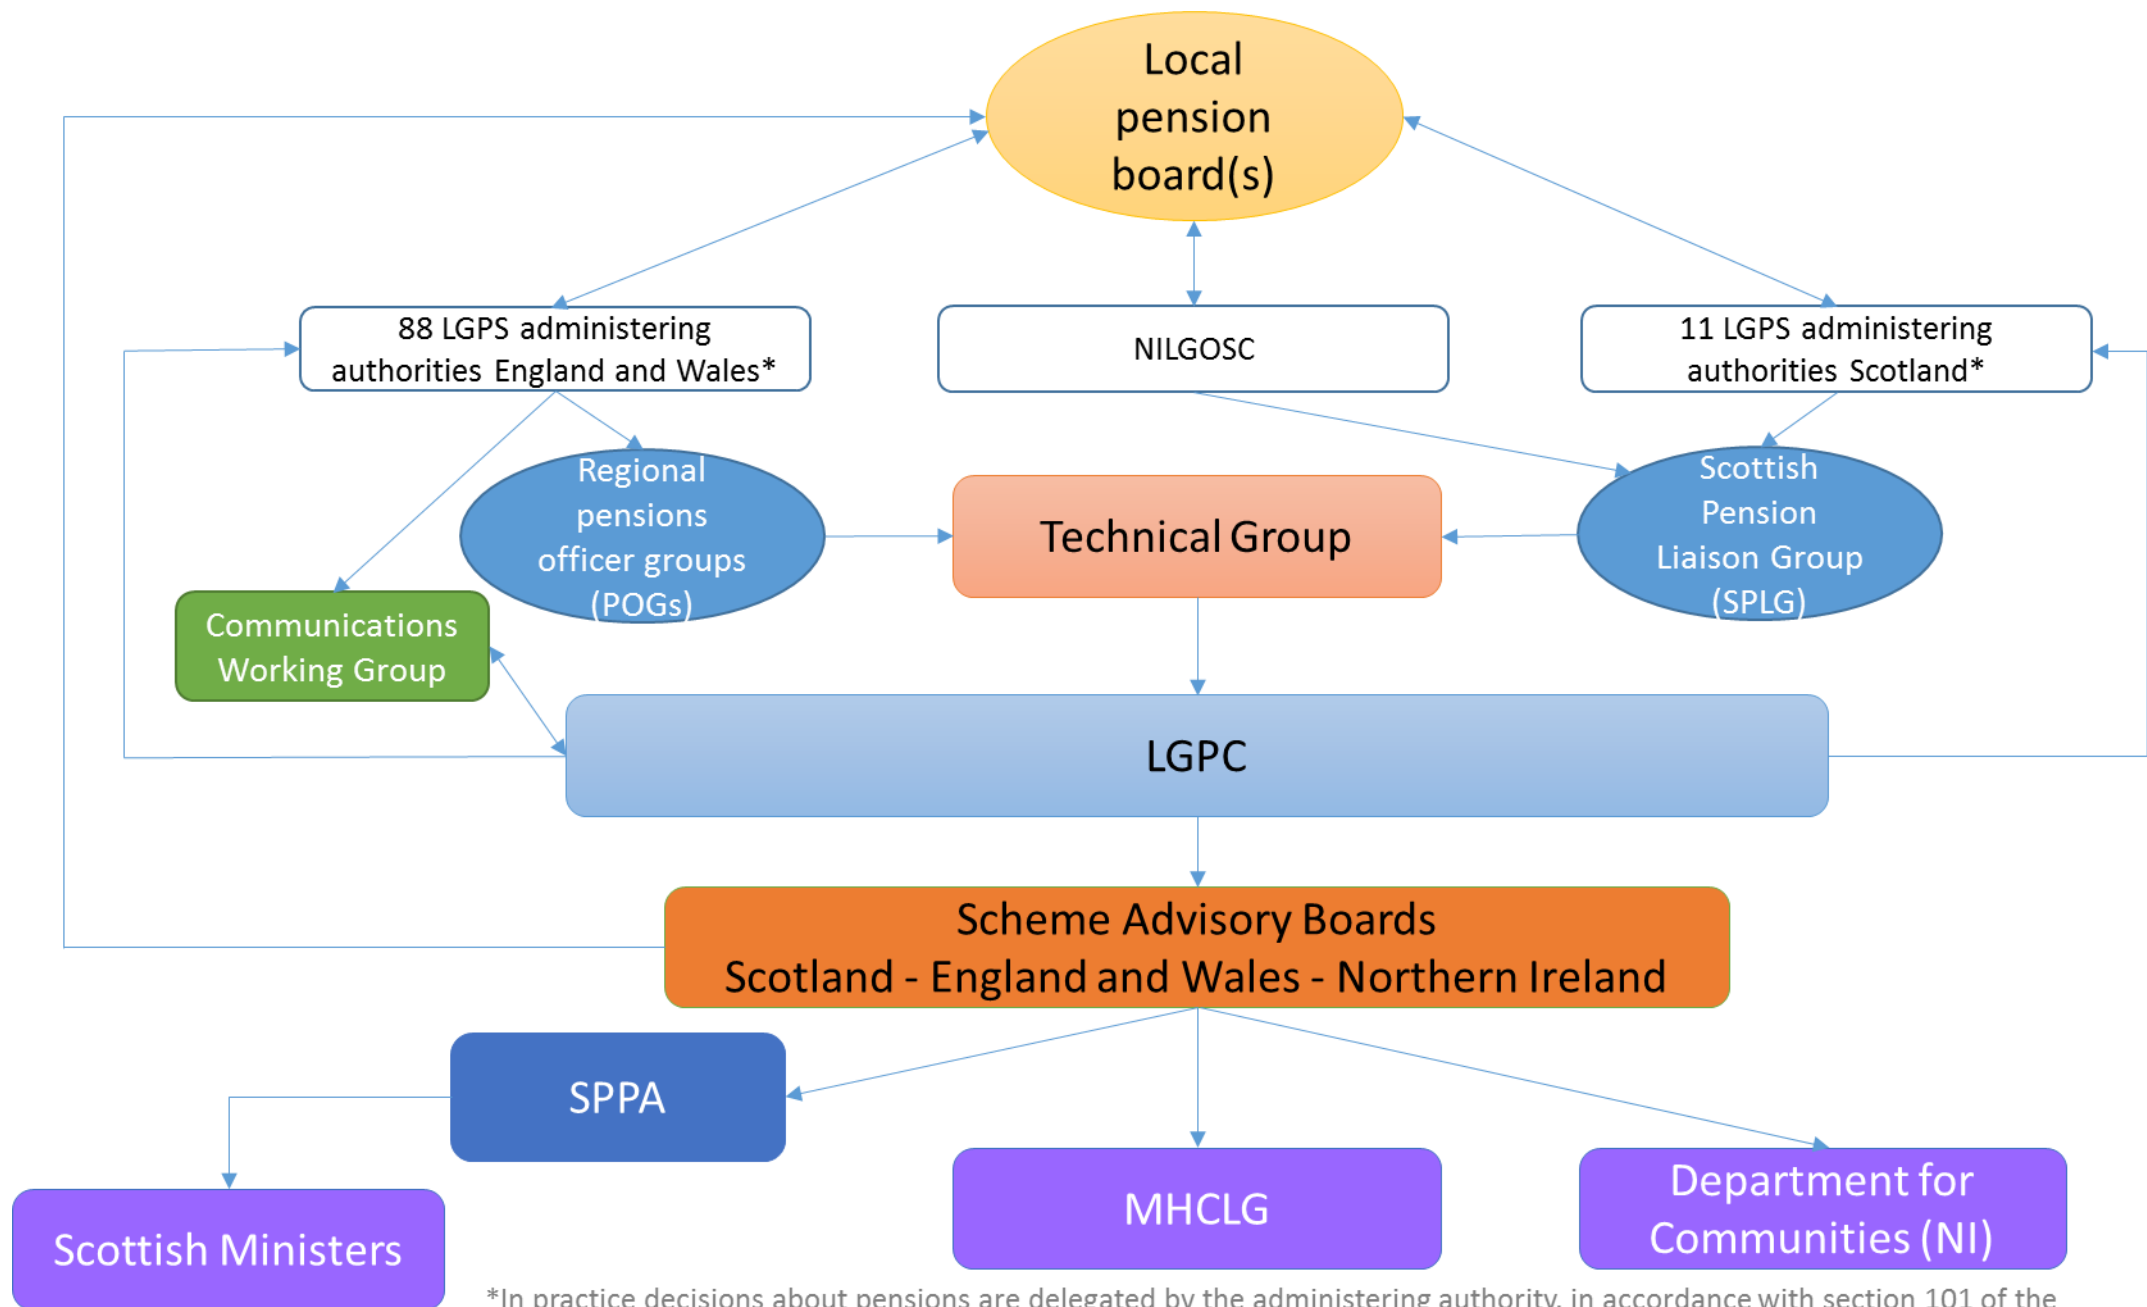 Local
pension
board(s)
88 LGPS administering
authorities England and Wales*
NILGOSC
11 LGPS administering
authorities Scotland*
Regional
pensions
officer groups
(POGs)
Technical Group
Scottish
Pension
Liaison Group
(SPLG)
Communications
Working Group
LGPC
Scheme Advisory Boards
Scotland - England and Wales - Northern Ireland
SPPA
Scottish Ministers
MHCLG
Department for
Communities (NI)
*In practice decisions about pensions are delegated by the administering authority, in accordance with section 101 of the